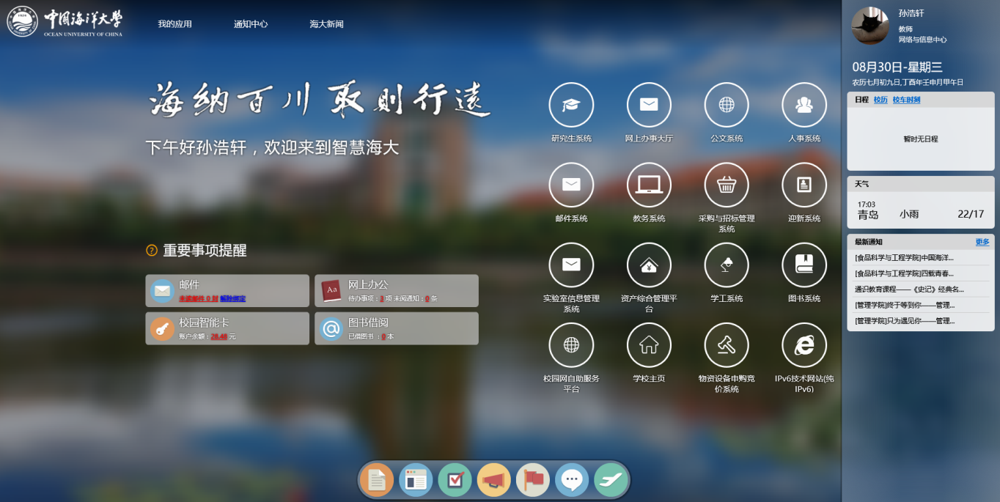 中国海洋大學
OCEAN UNIVERSITY OF CHINA
我的应用
通知中心
海大新闻
海纳百川 取则行遠
下午好孙浩轩，欢迎来到智慧海大
研究生系统
网上办事大厅
公文系统
人事系统
邮件系统
教务系统
采购与招标管理
系统
迎新系统
实验室信息管理
系统
资产综合管理平
台
学工系统
图书系统
校园网自助服务
平台
学校主页
物资设备申购竞
价系统
IPv6技术网站(纯
IPv6)
? 重要事项提醒
邮件
未读邮件 0 封 解除绑定
网上办公
待办事项：3 项 未阅通知：0 条
校园智能卡
账户余额：28.48 元
Aa
图书借阅
已借图书 ：0 本
孙浩轩
教师
网络与信息中心
08月30日-星期三
农历七月初九日,丁酉年壬申月甲午日
日程 校历 校车时刻
暂时无日程
天气
17:03
青岛 小雨 22/17
最新通知 更多
[食品科学与工程学院]中国海洋...
[食品科学与工程学院]四载青春...
通识教育课程——《史记》经典名...
[管理学院]终于等到你——管理...
[管理学院]只为遇见你——管理...